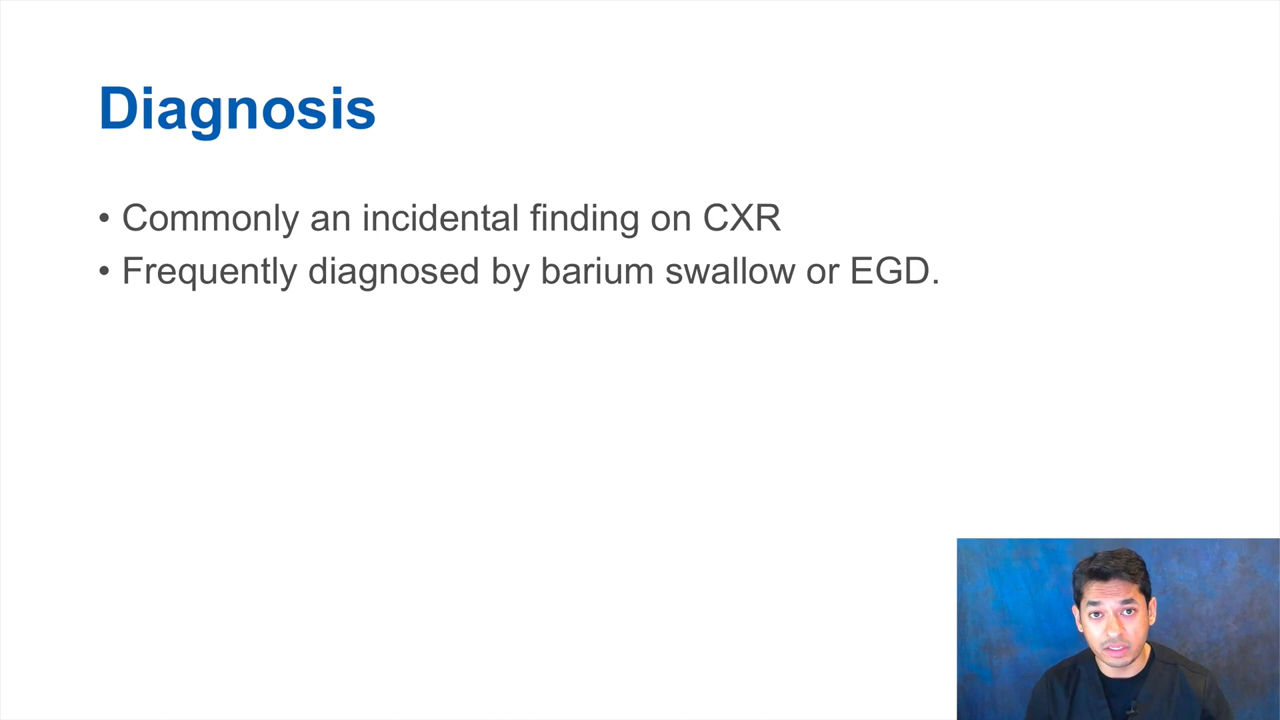 Diagnosis
• Commonly an incidental finding on CXR
• Frequently diagnosed by barium swallow or EGD.